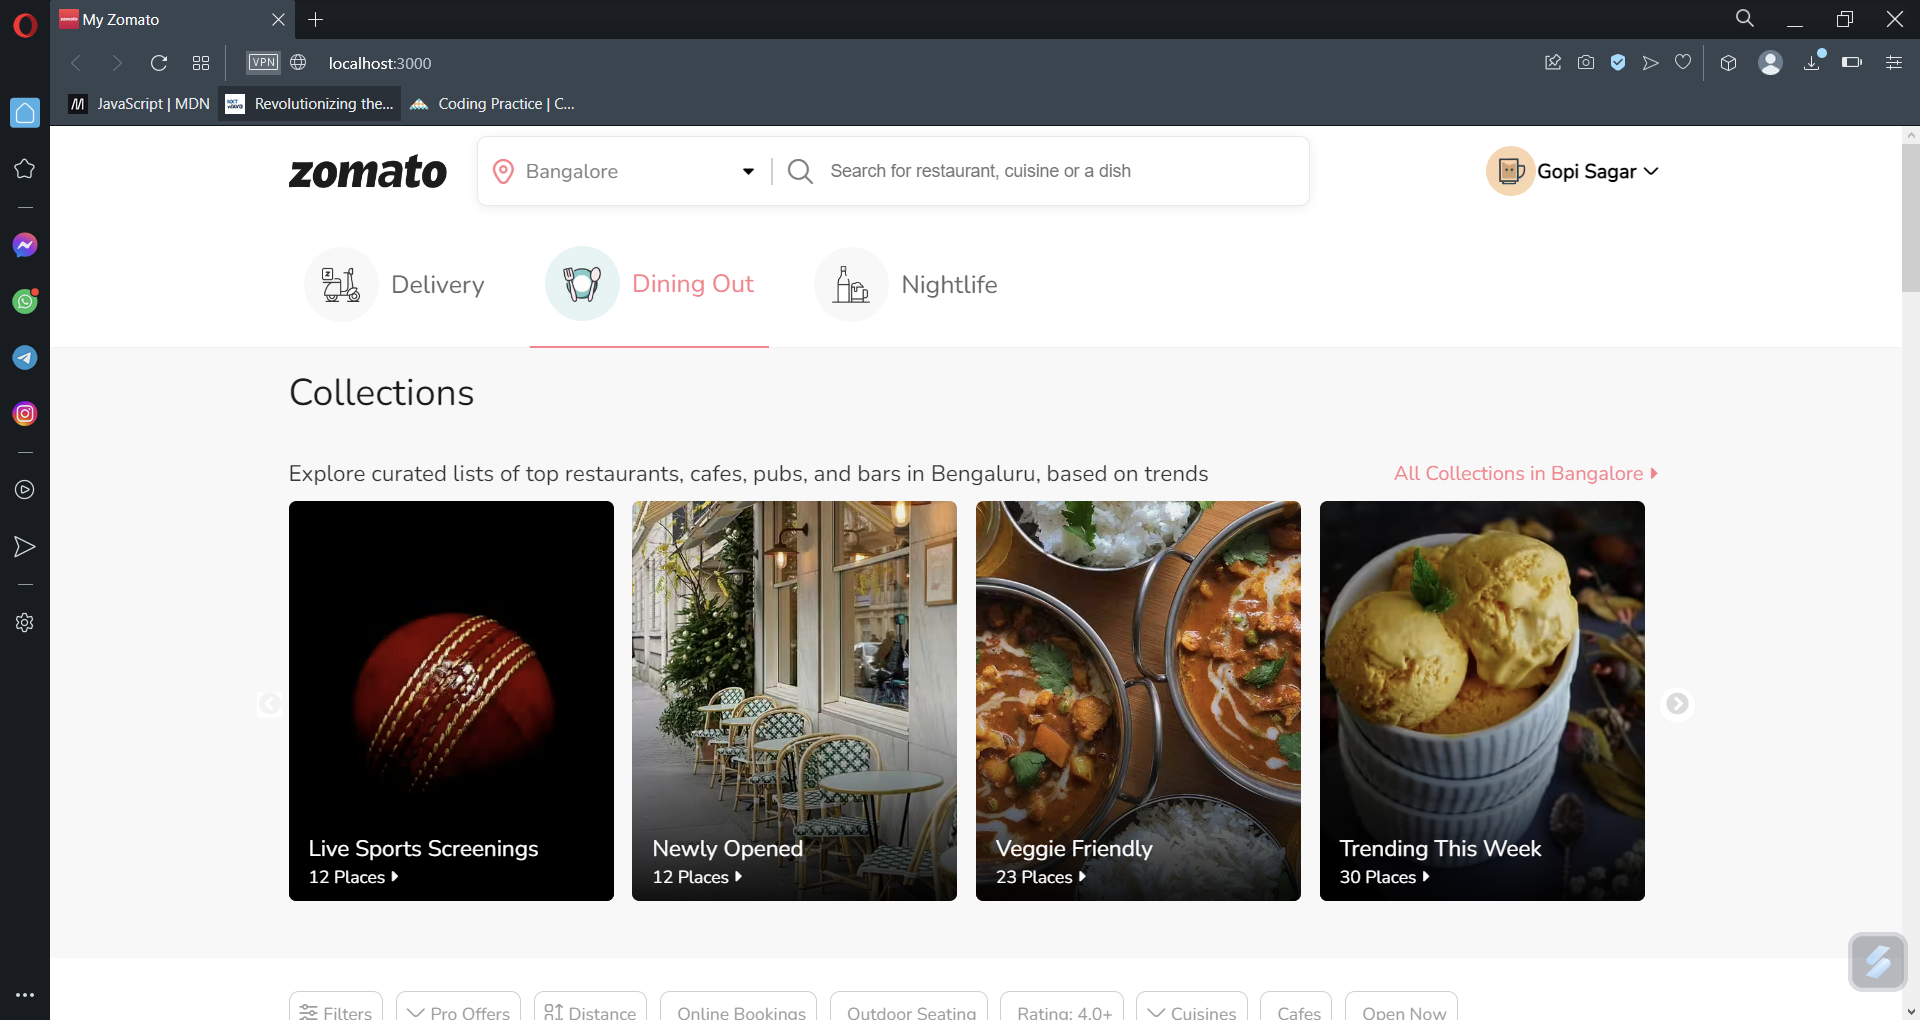 My Zomato
VPN
localhost:3000
JavaScript | MDN
Revolutionizing the...
Coding Practice | C...
zomato
Bangalore
Search for restaurant, cuisine or a dish
Gopi Sagar
Delivery
Dining Out
Nightlife
Collections
Explore curated lists of top restaurants, cafes, pubs, and bars in Bengaluru, based on trends
All Collections in Bangalore
Live Sports Screenings
12 Places
Newly Opened
12 Places
Veggie Friendly
23 Places
Trending This Week
30 Places
Filters
Pro Offers
Distance
Online Bookings
Outdoor Seating
Rating: 4.0+
Cuisines
Cafes
Open Now